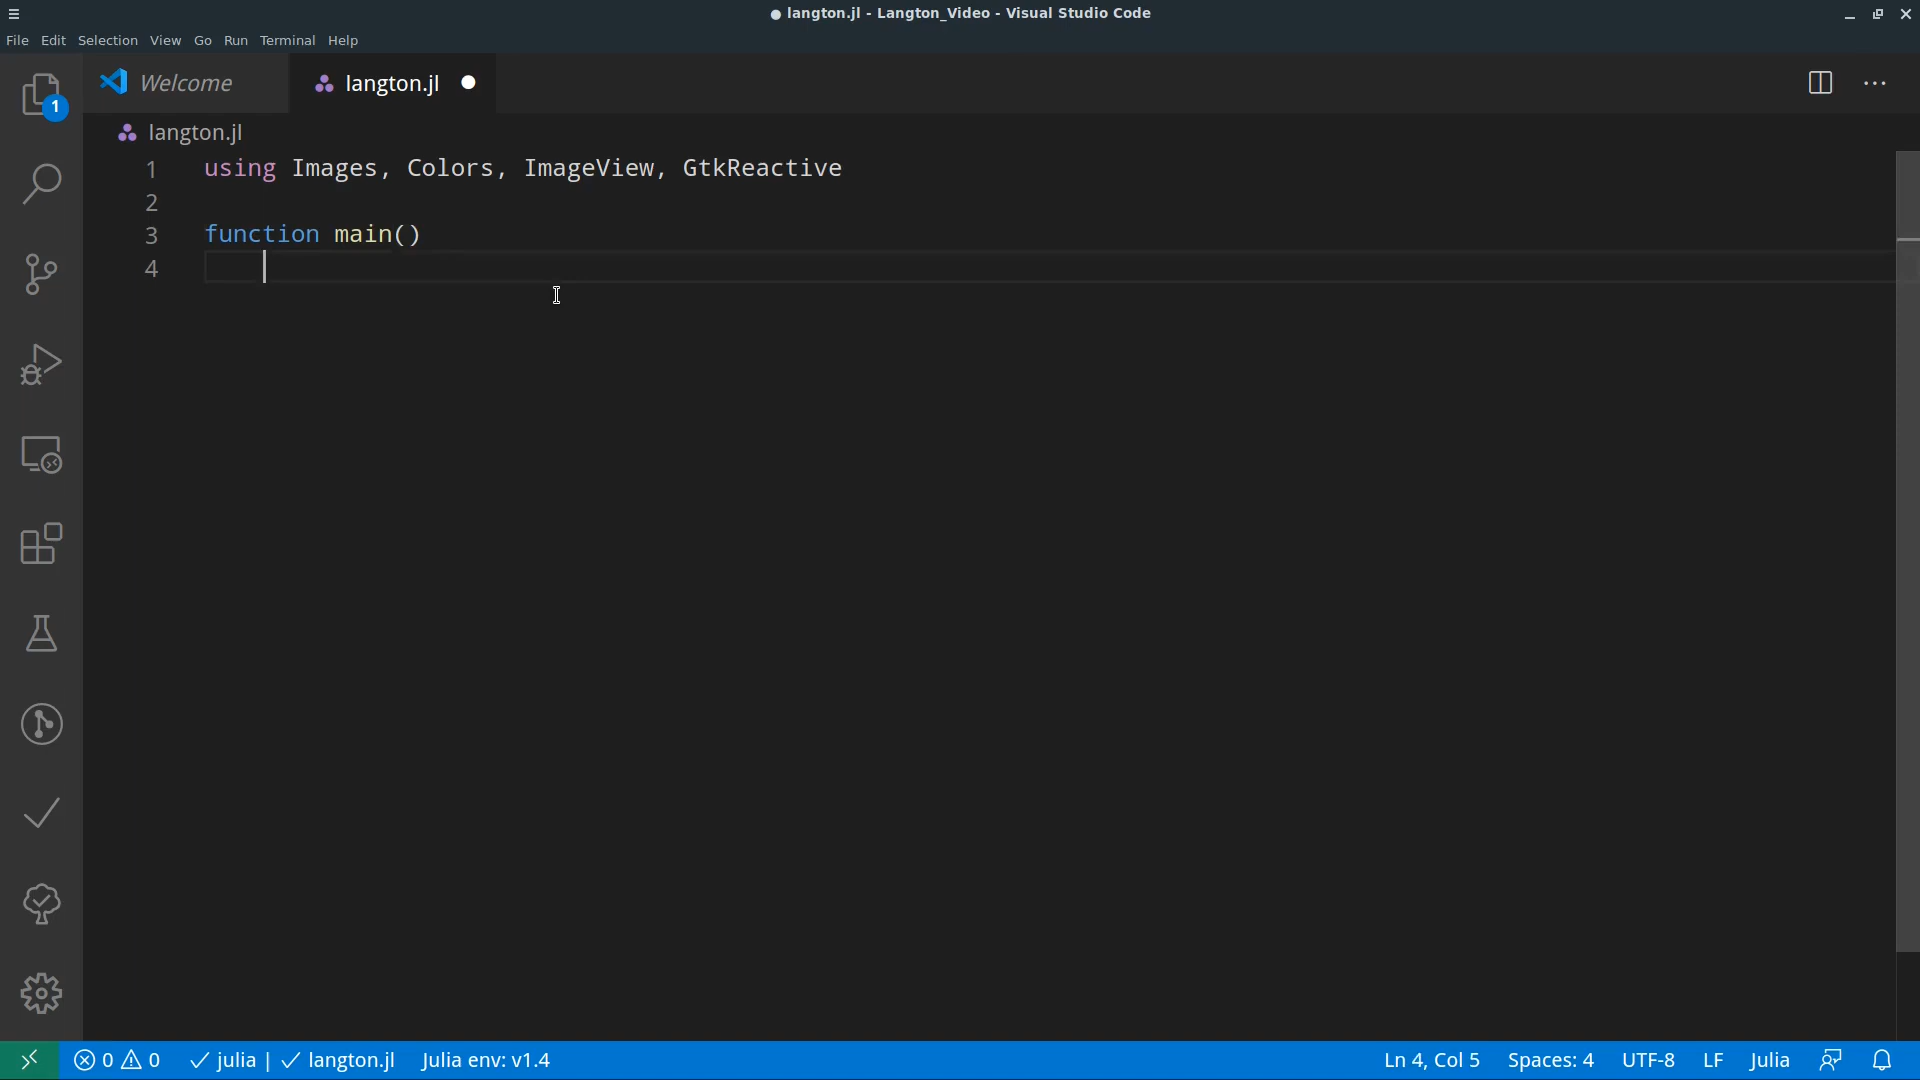 ● langton.jl - Langton_Video - Visual Studio Code
File Edit Selection View Go Run Terminal Help
1
Welcome
langton.jl
langton.jl
1 using Images, Colors, ImageView, GtkReactive
2
3 function main()
4
0 0 julia | langton.jl Julia env: v1.4 Ln 4, Col 5 Spaces: 4 UTF-8 LF Julia